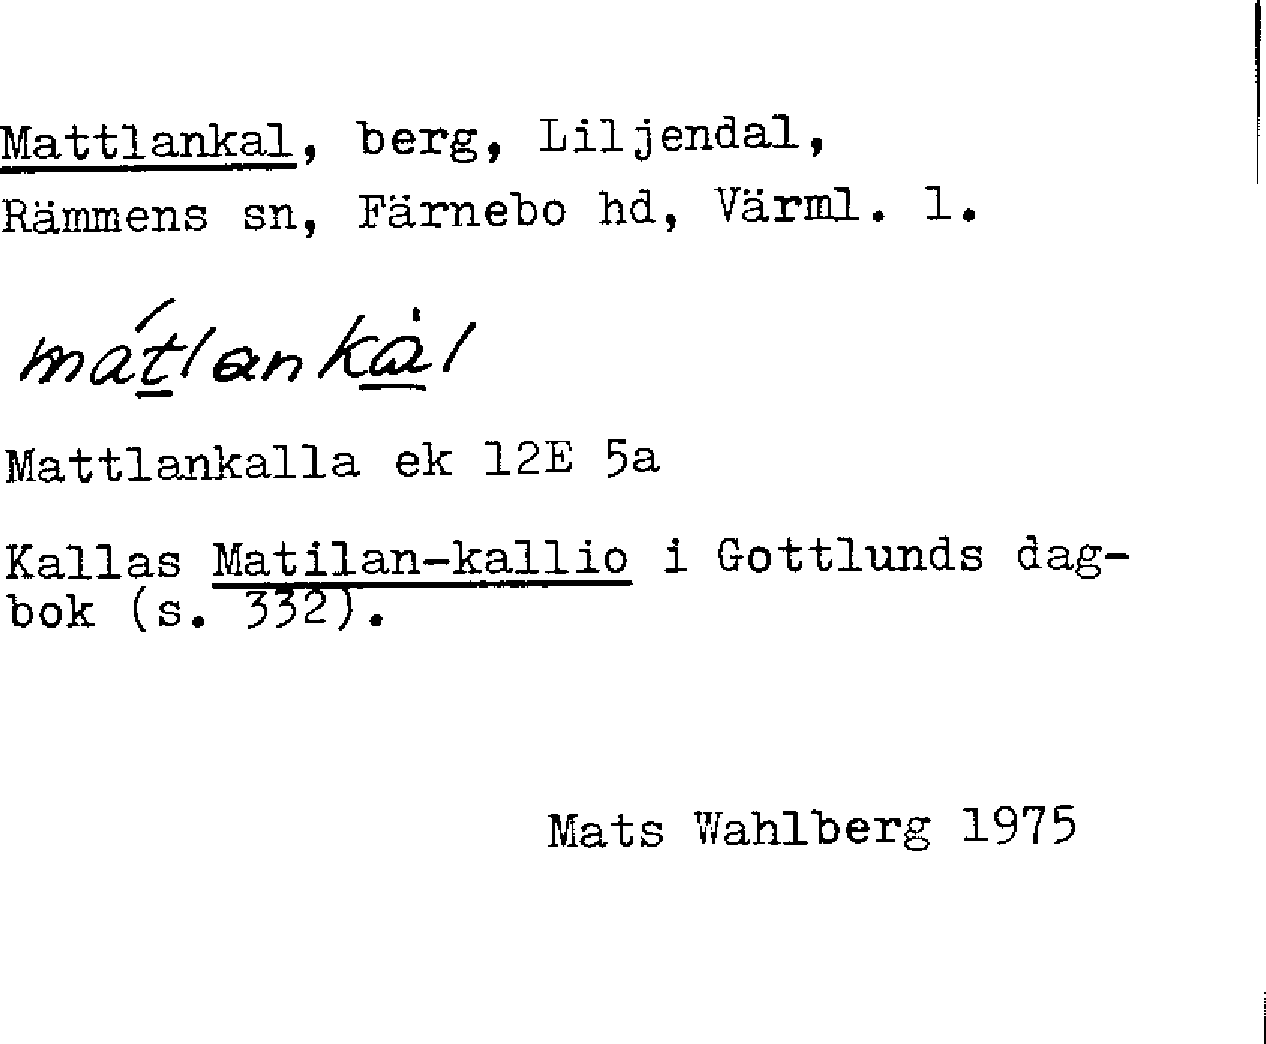 Mattlankal, berg, Liljendal,
Rämmens sn, Färnebo hd, Värml. l.
mátlankàl
Mattlankalla ek 12E 5a
Kallas Matilan-kallio i Gottlunds dag-
bok (s. 332).
Mats Wahlberg 1975